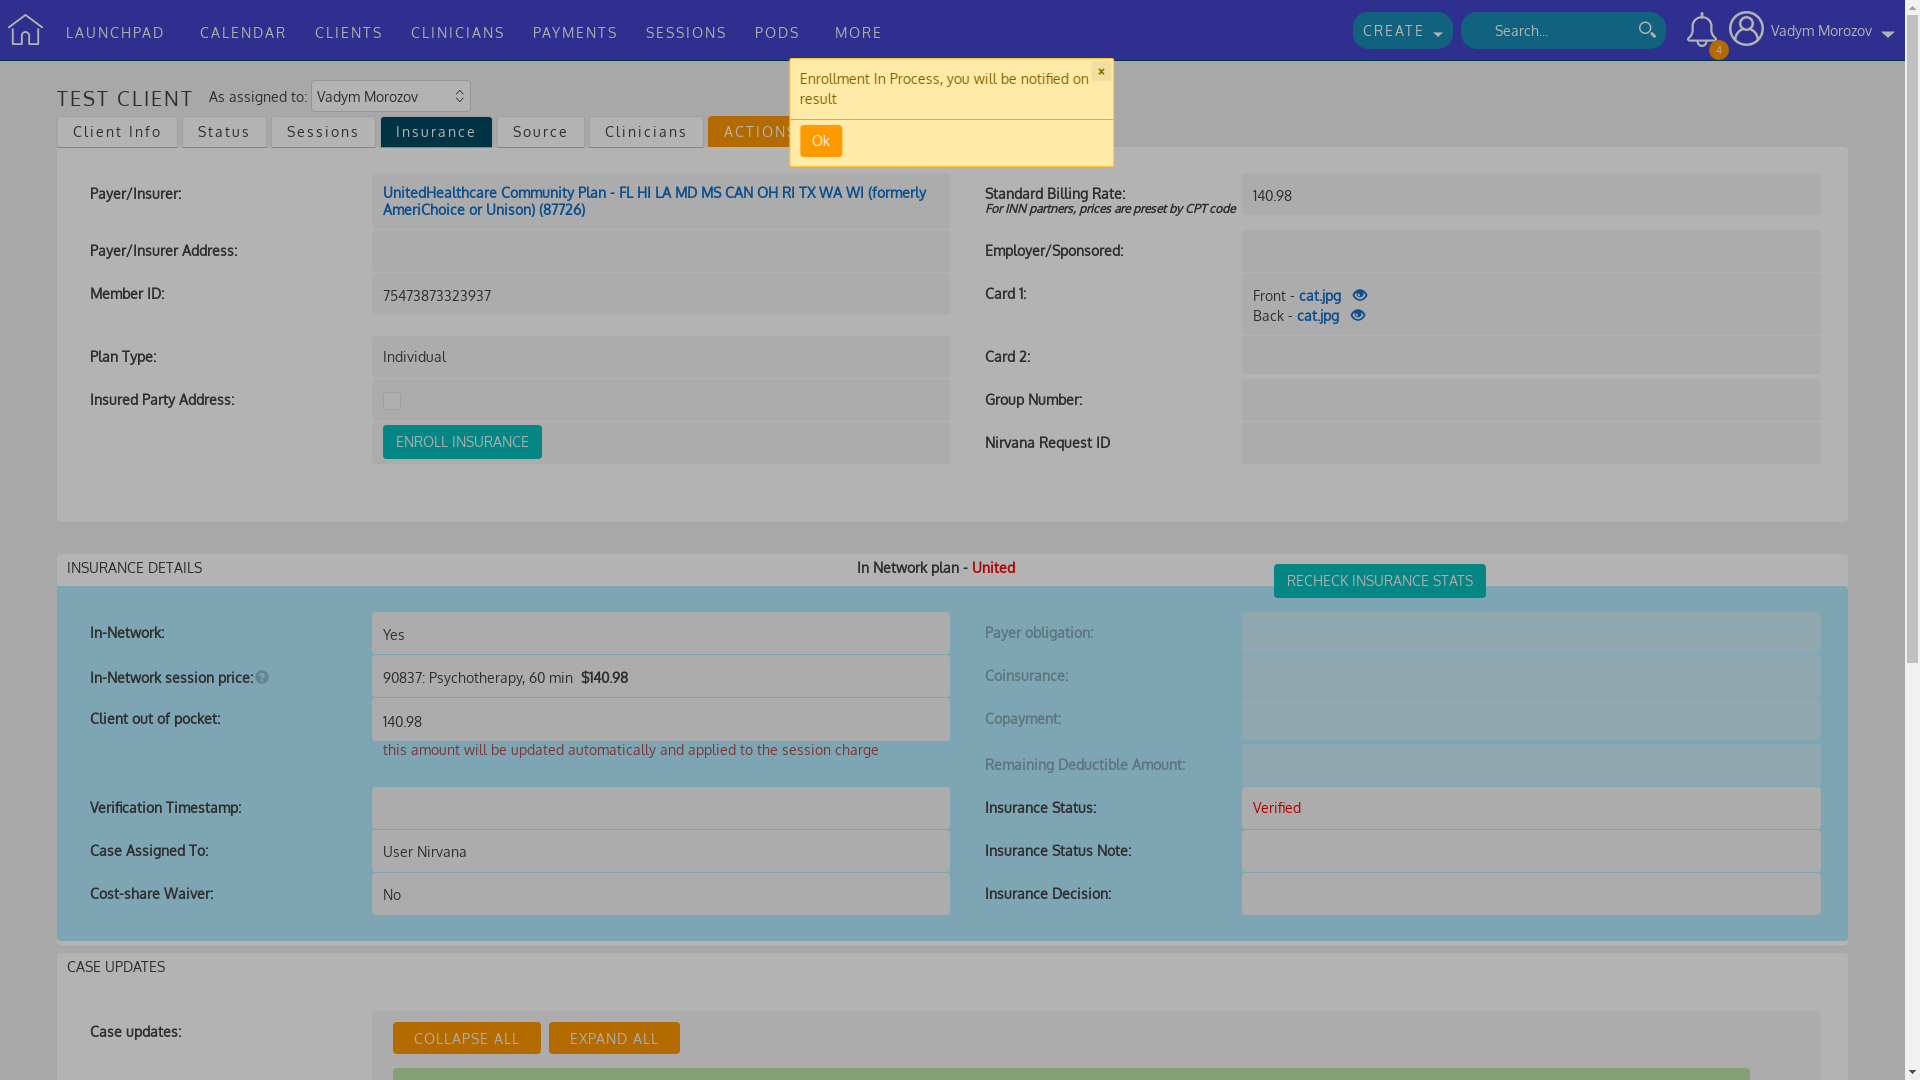 LAUNCHPAD CALENDAR CLIENTS CLINICIANS PAYMENTS SESSIONS PODS MORE CREATE Search... 4 Vadym Morozov
Enrollment In Process, you will be notified on
result
×
Ok
TEST CLIENT As assigned to: Vadym Morozov
Client Info Status Sessions Insurance Source Clinicians ACTIONS
Payer/Insurer:
UnitedHealthcare Community Plan - FL HI LA MD MS CAN OH RI TX WA WI (formerly
AmeriChoice or Unison) (87726)
Standard Billing Rate: 140.98
For INN partners, prices are preset by CPT code
Payer/Insurer Address: Employer/Sponsored:
Member ID: 75473873323937 Card 1:
Front - cat.jpg
Back - cat.jpg
Plan Type: Individual Card 2:
Insured Party Address: Group Number:
ENROLL INSURANCE Nirvana Request ID
INSURANCE DETAILS In Network plan - United RECHECK INSURANCE STATS
In-Network: Yes Payer obligation:
In-Network session price: ? 90837: Psychotherapy, 60 min $140.98 Coinsurance:
Client out of pocket: 140.98 Copayment:
this amount will be updated automatically and applied to the session charge
Remaining Deductible Amount:
Verification Timestamp: Insurance Status: Verified
Case Assigned To: User Nirvana Insurance Status Note:
Cost-share Waiver: No Insurance Decision:
CASE UPDATES
Case updates: COLLAPSE ALL EXPAND ALL